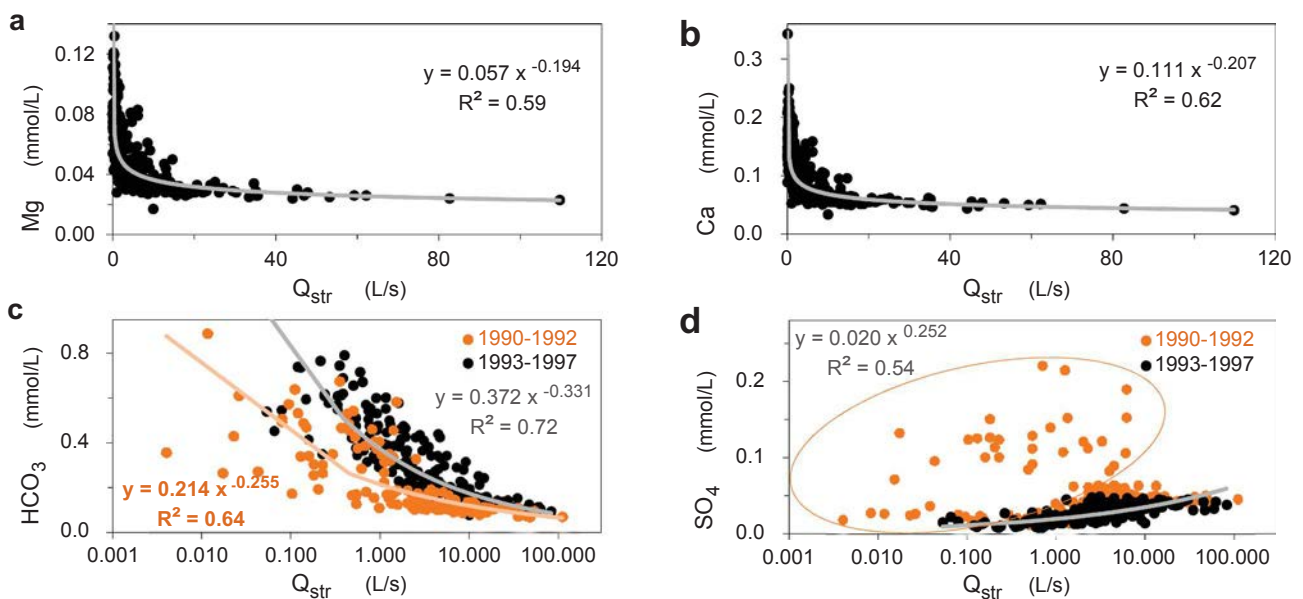 a
Mg (mmol/L)
0.12
0.08
0.04
0.00
y = 0.057 x -0.194
R² = 0.59
0 40 80 120
Qstr (L/s)
b
Ca (mmol/L)
0.3
0.2
0.1
0.0
y = 0.111 x -0.207
R² = 0.62
0 40 80 120
Qstr (L/s)
c
HCO3 (mmol/L)
0.8
0.4
0.0
1990-1992
1993-1997
y = 0.372 x -0.331
R² = 0.72
y = 0.214 x -0.255
R² = 0.64
0.001 0.010 0.100 1.000 10.000 100.000
Qstr (L/s)
d
SO4 (mmol/L)
0.2
0.1
0.0
y = 0.020 x 0.252
R² = 0.54
1990-1992
1993-1997
0.001 0.010 0.100 1.000 10.000 100.000
Qstr (L/s)